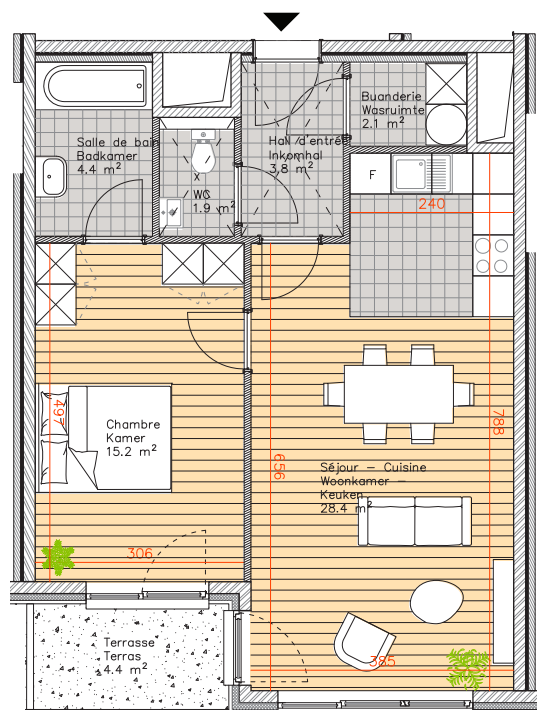 Buanderie
Wasruimte
2.1 m²
Salle de bain
Badkamer
4.4 m²
Hall d'entrée
Inkomhal
3,8 m²
F
x
WC
1.9 m²
240
497
Chambre
Kamer
15.2 m²
656
788
Séjour – Cuisine
Woonkamer –
Keuken
28.4 m²
306
Terrasse
Terras
4.4 m²
385